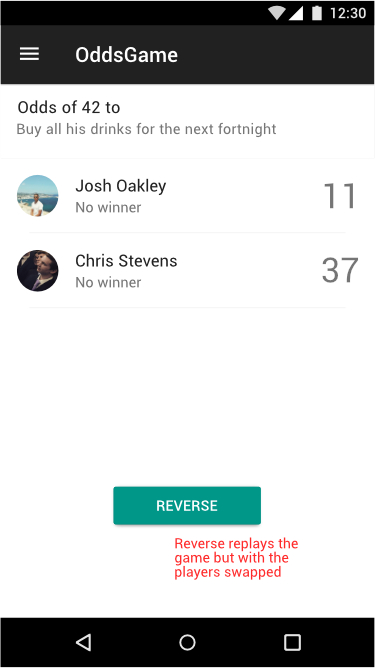 12:30
OddsGame
Odds of 42 to
Buy all his drinks for the next fortnight
Josh Oakley
No winner
11
Chris Stevens
No winner
37
REVERSE
Reverse replays the
game but with the
players swapped